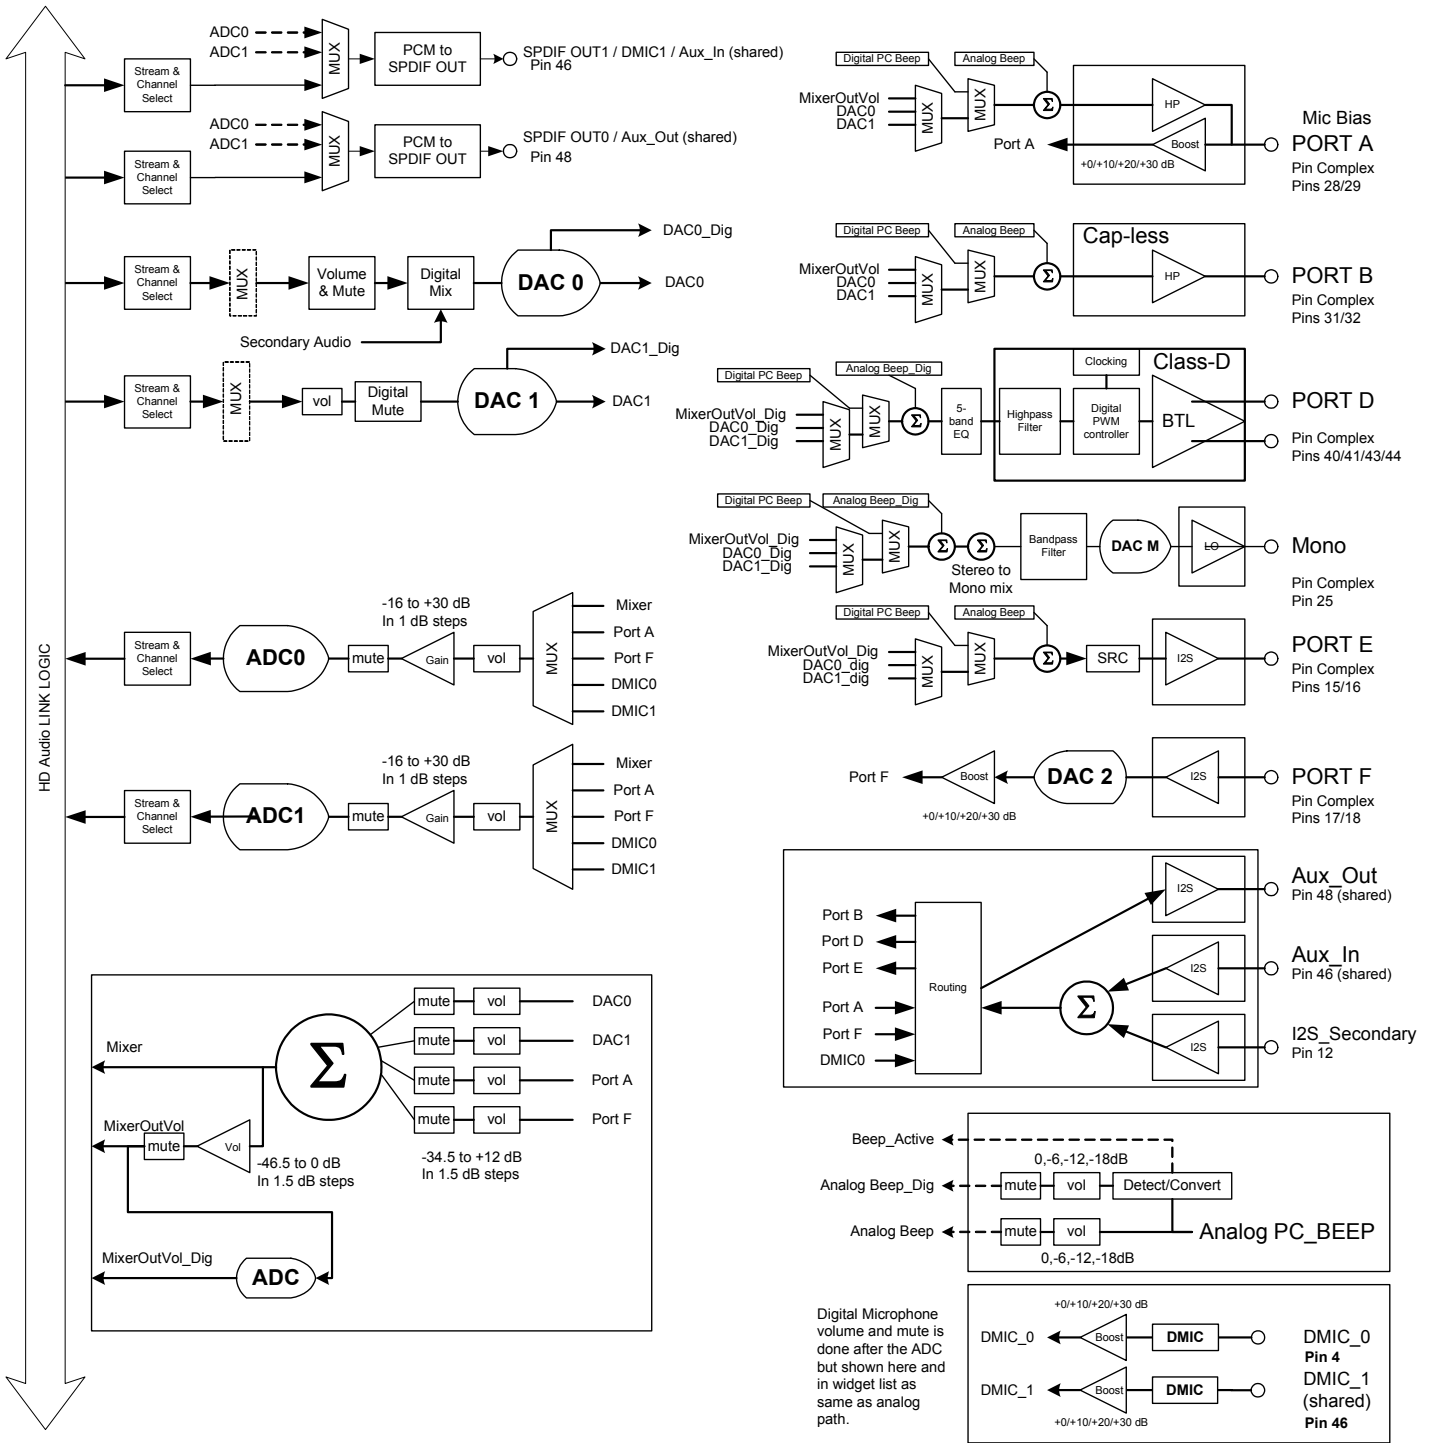 HD Audio LINK LOGIC
ADC0
ADC1
Stream &
Channel
Select
MUX
PCM to
SPDIF OUT
SPDIF OUT1 / DMIC1 / Aux_In (shared)
Pin 46
ADC0
ADC1
Stream &
Channel
Select
MUX
PCM to
SPDIF OUT
SPDIF OUT0 / Aux_Out (shared)
Pin 48
Stream &
Channel
Select
MUX
Volume
& Mute
Digital
Mix
DAC 0
DAC0_Dig
DAC0
Secondary Audio
Stream &
Channel
Select
MUX
vol
Digital
Mute
DAC 1
DAC1_Dig
DAC1
Stream &
Channel
Select
ADC0
mute
-16 to +30 dB
In 1 dB steps
Gain
vol
MUX
Mixer
Port A
Port F
DMIC0
DMIC1
Stream &
Channel
Select
ADC1
mute
-16 to +30 dB
In 1 dB steps
Gain
vol
MUX
Mixer
Port A
Port F
DMIC0
DMIC1
Mixer
Σ
mute
vol
DAC0
mute
vol
DAC1
mute
vol
Port A
mute
vol
Port F
MixerOutVol
mute
Vol
-46.5 to 0 dB
In 1.5 dB steps
-34.5 to +12 dB
In 1.5 dB steps
MixerOutVol_Dig
ADC
Digital PC Beep
Analog Beep
MixerOutVol
DAC0
DAC1
MUX
MUX
Σ
HP
Port A
Boost
+0/+10/+20/+30 dB
Mic Bias
PORT A
Pin Complex
Pins 28/29
Digital PC Beep
Analog Beep
MixerOutVol
DAC0
DAC1
MUX
MUX
Σ
Cap-less
HP
PORT B
Pin Complex
Pins 31/32
Digital PC Beep
Analog Beep_Dig
MixerOutVol_Dig
DAC0_Dig
DAC1_Dig
MUX
MUX
Σ
5-
band
EQ
Highpass
Filter
Clocking
Digital
PWM
controller
Class-D
BTL
PORT D
Pin Complex
Pins 40/41/43/44
Digital PC Beep
Analog Beep_Dig
MixerOutVol_Dig
DAC0_Dig
DAC1_Dig
MUX
MUX
Σ
Σ
Stereo to
Mono mix
Bandpass
Filter
DAC M
LO
Mono
Pin Complex
Pin 25
Digital PC Beep
Analog Beep
MixerOutVol_Dig
DAC0_dig
DAC1_dig
MUX
MUX
Σ
SRC
I2S
PORT E
Pin Complex
Pins 15/16
Port F
Boost
+0/+10/+20/+30 dB
DAC 2
I2S
PORT F
Pin Complex
Pins 17/18
Port B
Port D
Port E
Port A
Port F
DMIC0
Routing
Σ
I2S
Aux_Out
Pin 48 (shared)
I2S
Aux_In
Pin 46 (shared)
I2S
I2S_Secondary
Pin 12
Beep_Active
0,-6,-12,-18dB
Analog Beep_Dig
mute
vol
Detect/Convert
Analog Beep
mute
vol
Analog PC_BEEP
0,-6,-12,-18dB
Digital Microphone
volume and mute is
done after the ADC
but shown here and
in widget list as
same as analog
path.
+0/+10/+20/+30 dB
DMIC_0
Boost
DMIC
DMIC_0
Pin 4
DMIC_1
Boost
DMIC
DMIC_1
(shared)
Pin 46
+0/+10/+20/+30 dB